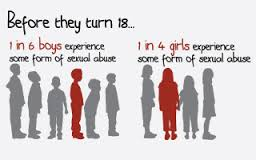 Before they turn 18...
1 in 6 boys experience
some form of sexual abuse
1 in 4 girls experience
some form of sexual abuse